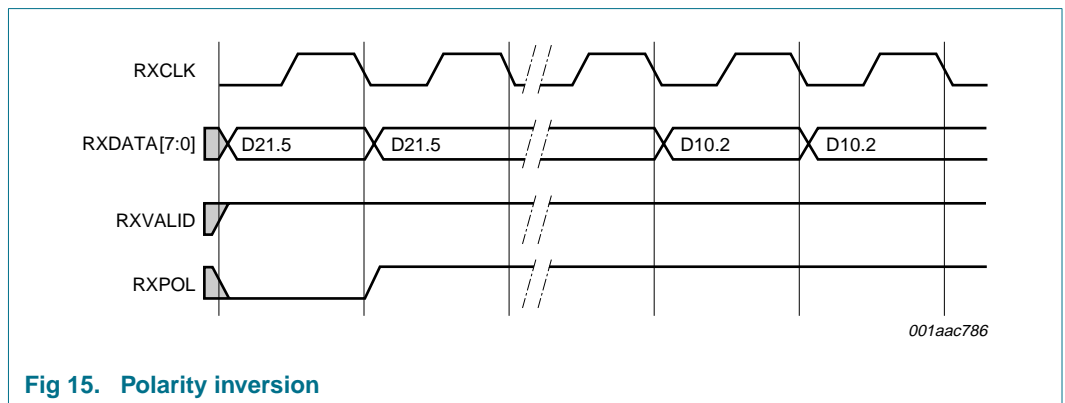 RXCLK
RXDATA[7:0] D21.5 D21.5 D10.2 D10.2
RXVALID
RXPOL
001aac786
Fig 15. Polarity inversion